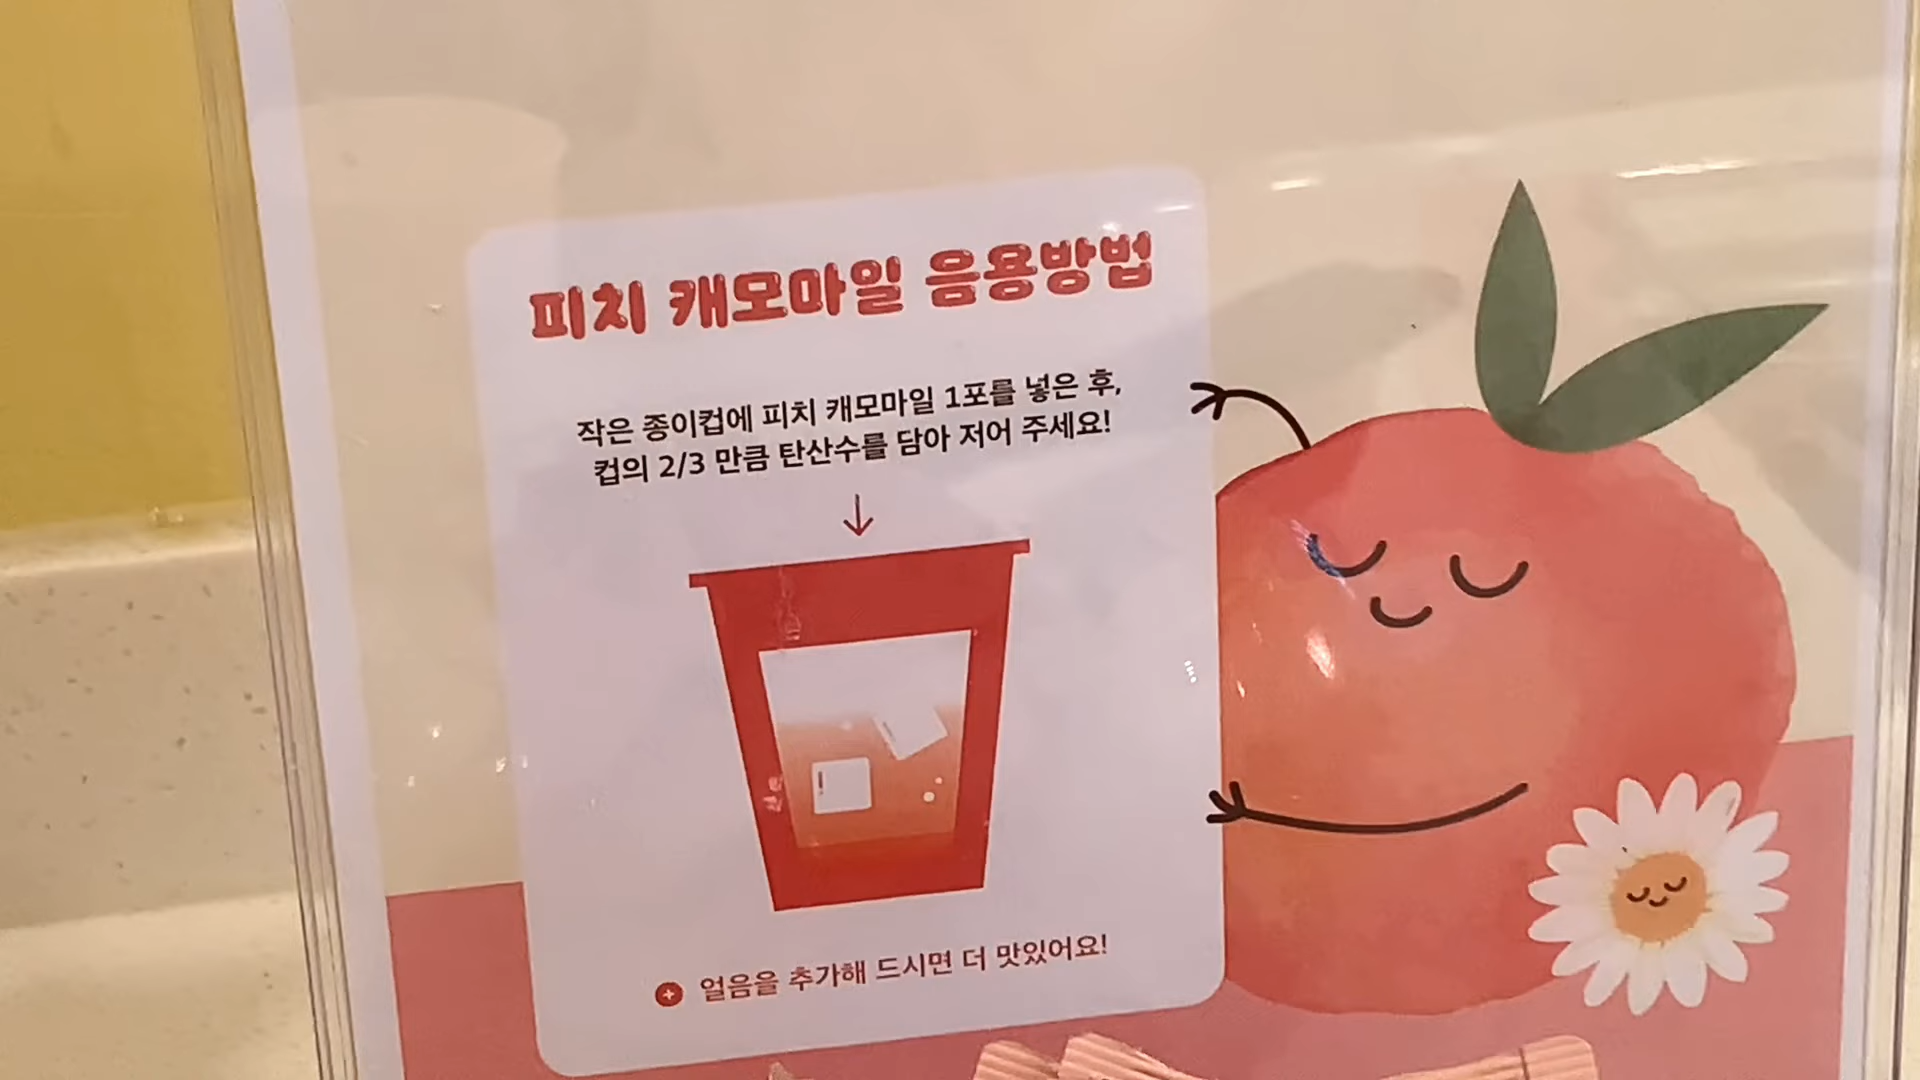 피치 캐모마일 음용방법
작은 종이컵에 피치 캐모마일 1포를 넣은 후,
컵의 2/3 만큼 탄산수를 담아 저어 주세요!
얼음을 추가해 드시면 더 맛있어요!